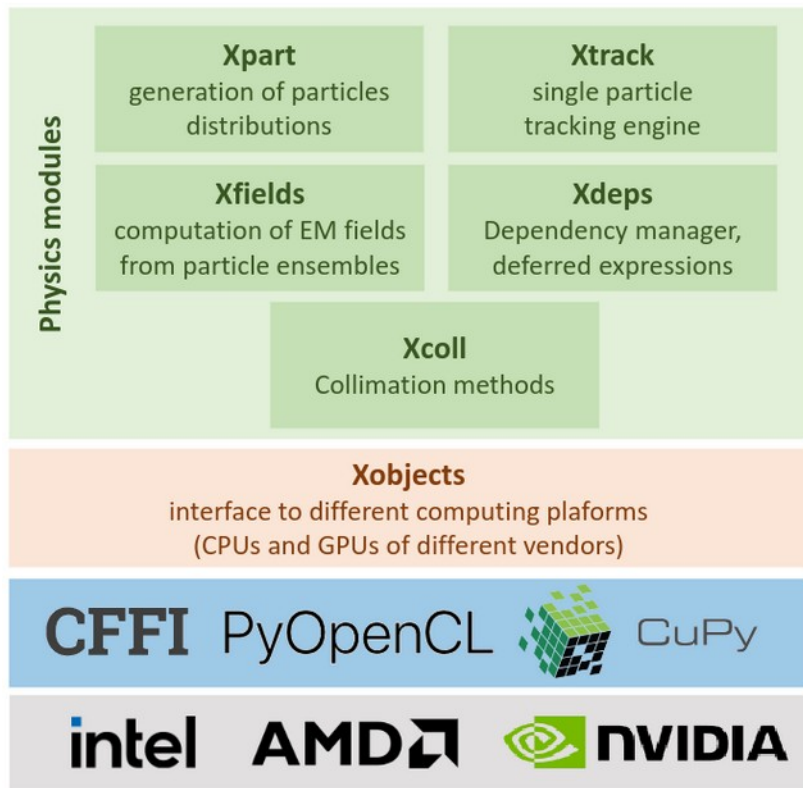 Physics modules
Xpart
generation of particles
distributions
Xtrack
single particle
tracking engine
Xfields
computation of EM fields
from particle ensembles
Xdeps
Dependency manager,
deferred expressions
Xcoll
Collimation methods
Xobjects
interface to different computing plaforms
(CPUs and GPUs of different vendors)
CFFI PyOpenCL CuPy
intel AMD NVIDIA